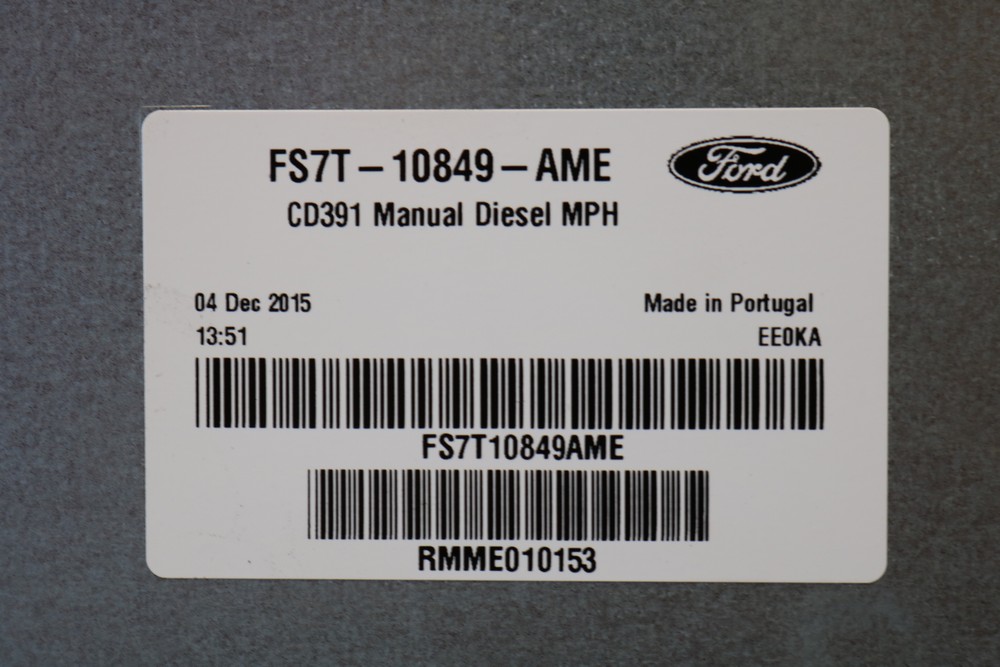 FS7T – 10849 – AME
Ford
CD391 Manual Diesel MPH
04 Dec 2015
Made in Portugal
13:51
EE0KA
FS7T10849AME
RMME010153